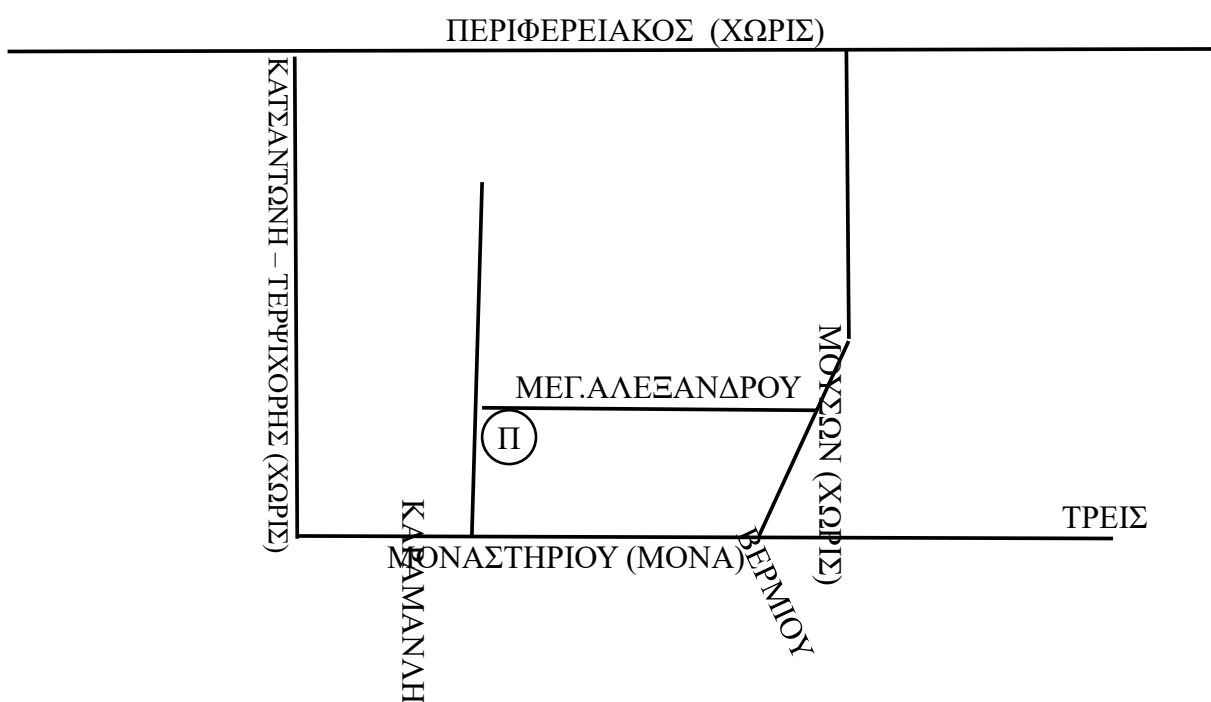 ΠΕΡΙΦΕΡΕΙΑΚΟΣ (ΧΩΡΙΣ)
ΚΑΤΣΑΝΤΩΝΗ – ΤΕΡΨΙΧΟΡΗΣ (ΧΩΡΙΣ)
ΜΟΥΣΩΝ (ΧΩΡΙΣ)
ΜΕΓ.ΑΛΕΞΑΝΔΡΟΥ
Π
ΚΑΡΑΜΑΝΛΗ
ΤΡΕΙΣ
ΜΟΝΑΣΤΗΡΙΟΥ (ΜΟΝΑ)
ΒΕΡΜΙΟΥ